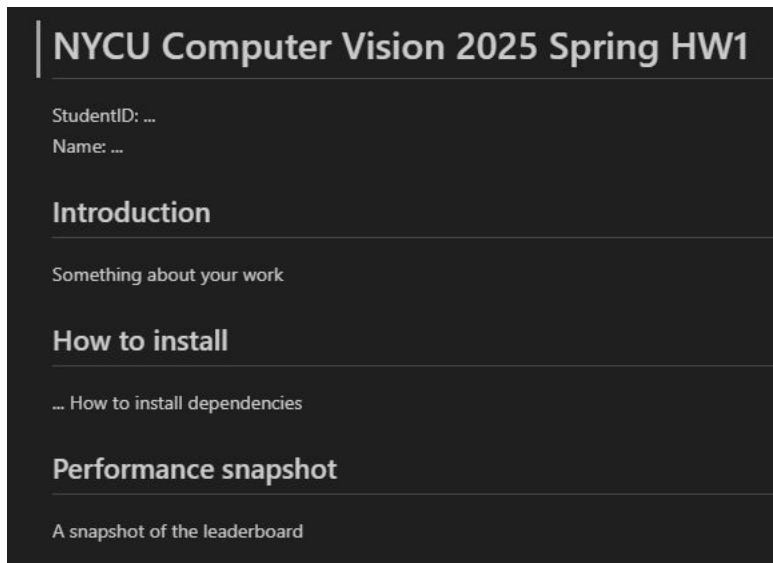 NYCU Computer Vision 2025 Spring HW1
StudentID: ...
Name: ...
Introduction
Something about your work
How to install
... How to install dependencies
Performance snapshot
A snapshot of the leaderboard